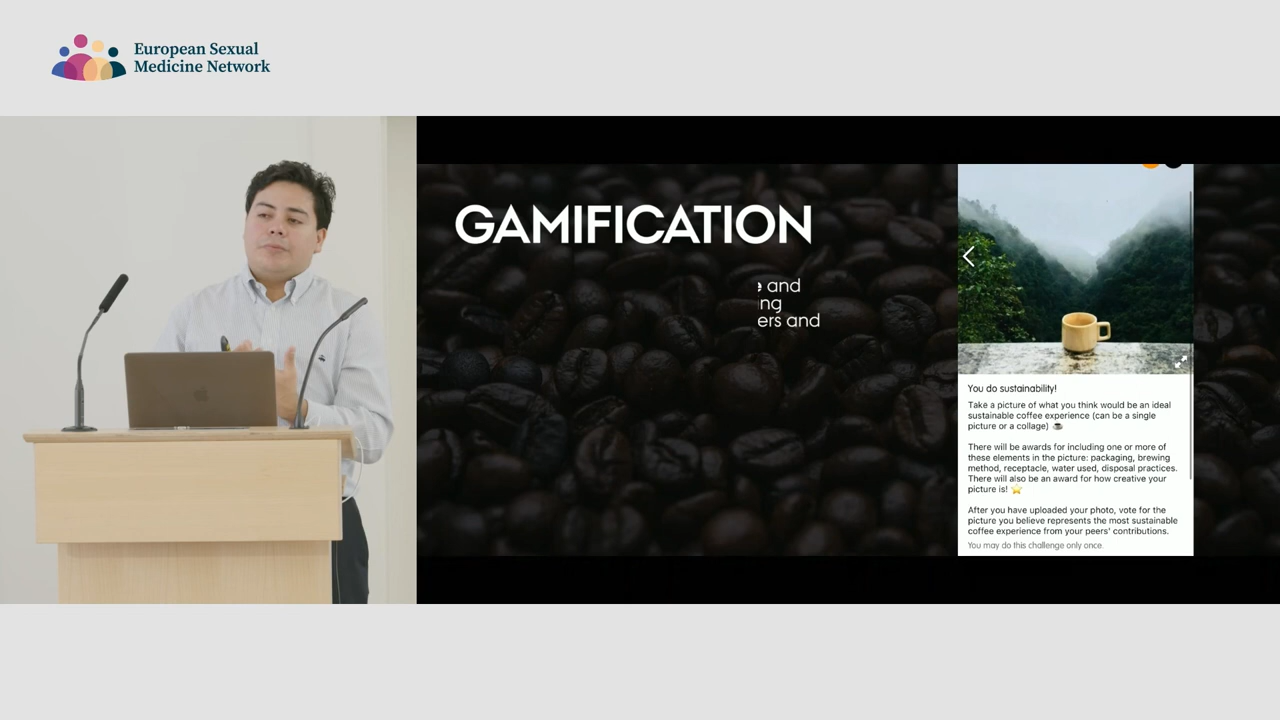 European Sexual
Medicine Network
GAMIFICATION
and
ng
ers and
You do sustainability!
Take a picture of what you think would be an ideal
sustainable coffee experience (can be a single
picture or a collage) ☕
There will be awards for including one or more of
these elements in the picture: packaging, brewing
method, receptacle, water used, disposal practices.
There will also be an award for how creative your
picture is! ⭐
After you have uploaded your photo, vote for the
picture you believe represents the most sustainable
coffee experience from your peers' contributions.
You may do this challenge only once.